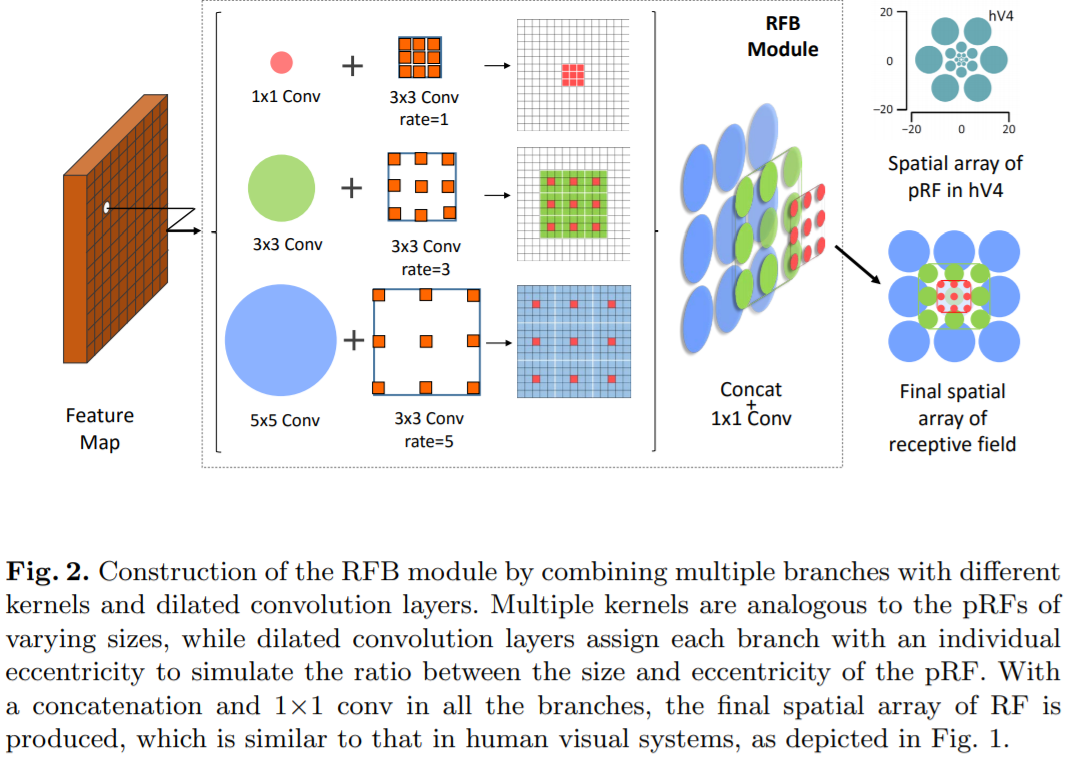 RFB
Module
1x1 Conv
3x3 Conv
rate=1
3x3 Conv
3x3 Conv
rate=3
5x5 Conv
3x3 Conv
rate=5
Feature
Map
Concat
+
1x1 Conv
hV4
20
0
−20
−20
0
20
Spatial array of
pRF in hV4
Final spatial
array of
receptive field
Fig. 2. Construction of the RFB module by combining multiple branches with different
kernels and dilated convolution layers. Multiple kernels are analogous to the pRFs of
varying sizes, while dilated convolution layers assign each branch with an individual
eccentricity to simulate the ratio between the size and eccentricity of the pRF. With
a concatenation and 1×1 conv in all the branches, the final spatial array of RF is
produced, which is similar to that in human visual systems, as depicted in Fig. 1.